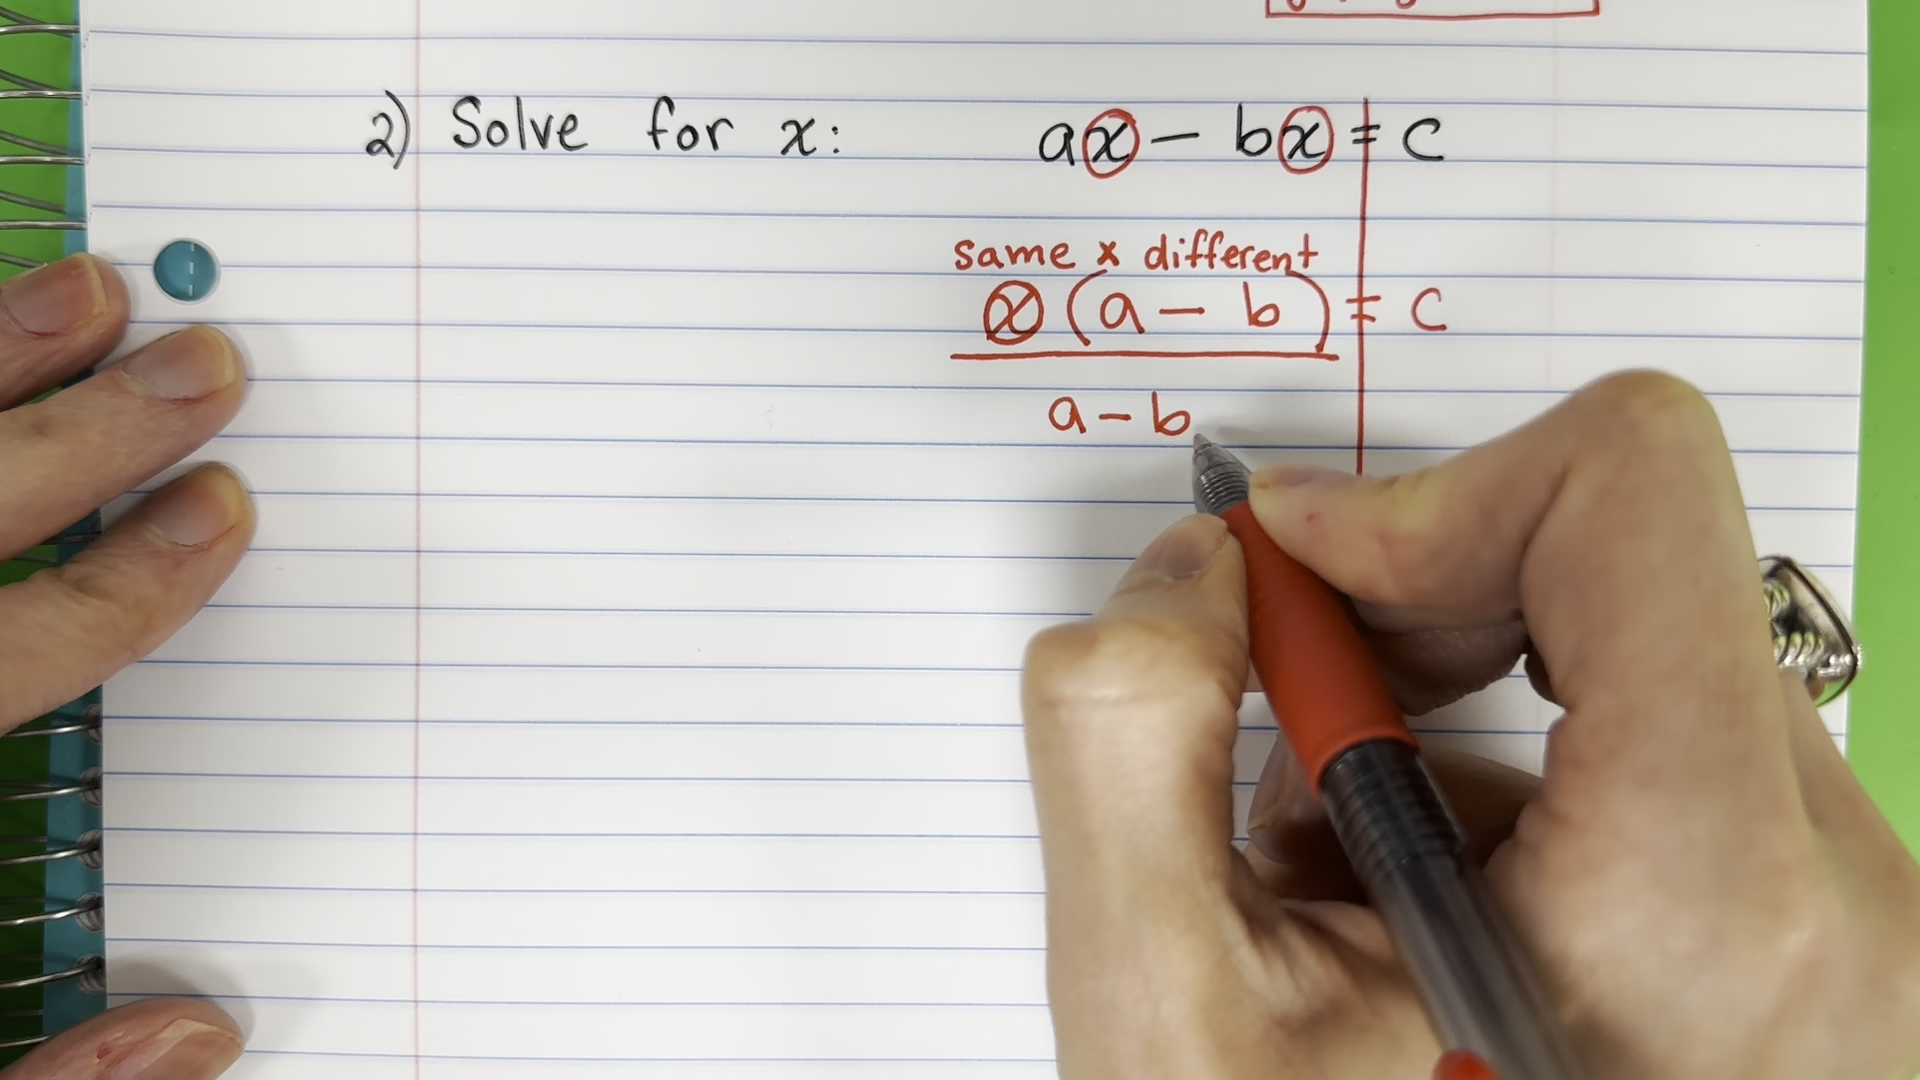 2) Solve for x: ax - bx = c
same x different
x (a - b) = c
a - b